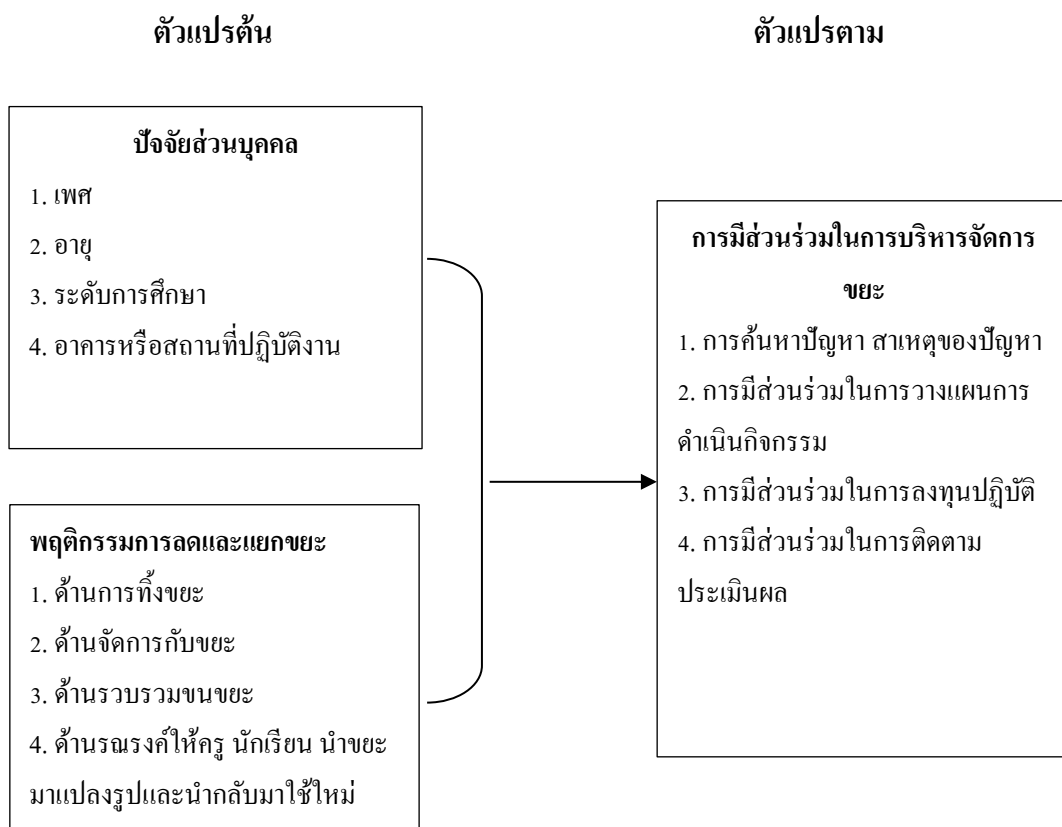 ตัวแปรต้น
ตัวแปรตาม
ปัจจัยส่วนบุคคล
1. เพศ
2. อายุ
3. ระดับการศึกษา
4. อาคารหรือสถานที่ปฏิบัติงาน
พฤติกรรมการลดและแยกขยะ
1. ด้านการทิ้งขยะ
2. ด้านจัดการกับขยะ
3. ด้านรวบรวมขนขยะ
4. ด้านรณรงค์ให้ครู นักเรียน นำขยะ
มาแปลงรูปและนำกลับมาใช้ใหม่
การมีส่วนร่วมในการบริหารจัดการ
ขยะ
1. การค้นหาปัญหา สาเหตุของปัญหา
2. การมีส่วนร่วมในการวางแผนการ
ดำเนินกิจกรรม
3. การมีส่วนร่วมในการลงทุนปฏิบัติ
4. การมีส่วนร่วมในการติดตาม
ประเมินผล